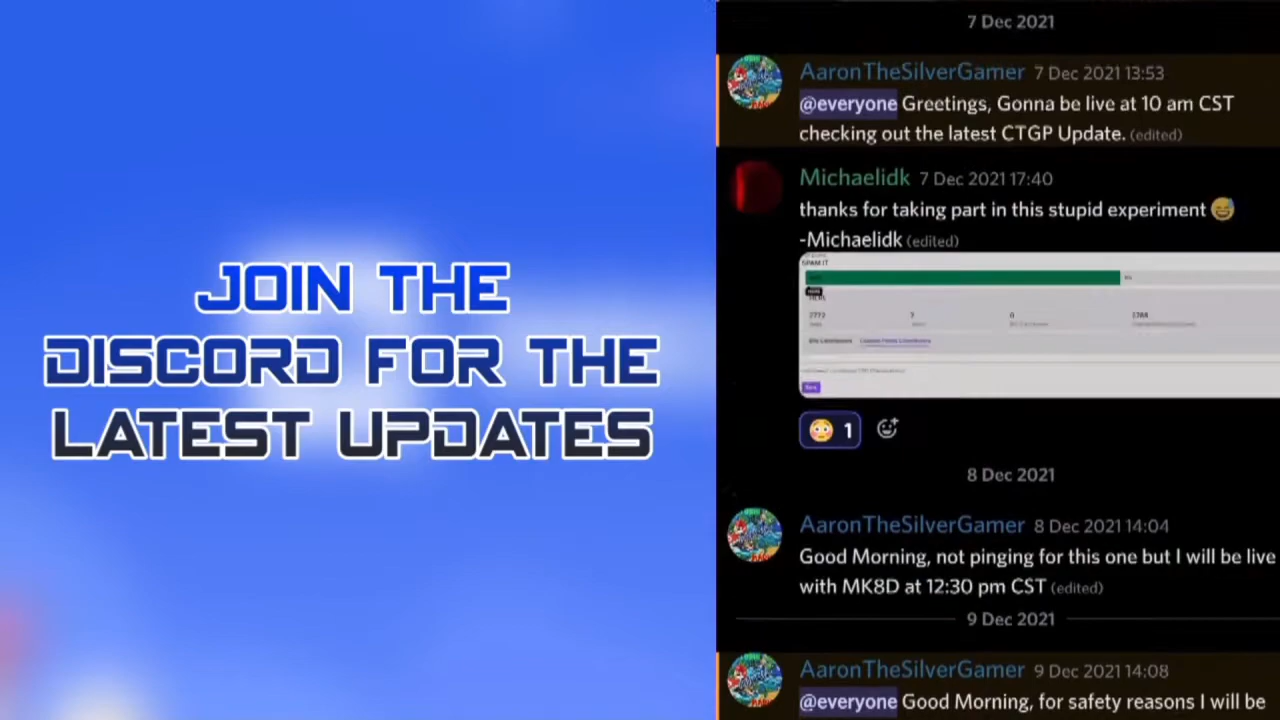 JOIN THE
DISCORD FOR THE
LATEST UPDATES
7 Dec 2021
AaronTheSilverGamer 7 Dec 2021 13:53
@everyone Greetings, Gonna be live at 10 am CST
checking out the latest CTGP Update. (edited)
Michaelidk 7 Dec 2021 17:40
thanks for taking part in this stupid experiment 😅
-Michaelidk (edited)
SPAM IT
😳 1
8 Dec 2021
AaronTheSilverGamer 8 Dec 2021 14:04
Good Morning, not pinging for this one but I will be live
with MK8D at 12:30 pm CST (edited)
9 Dec 2021
AaronTheSilverGamer 9 Dec 2021 14:08
@everyone Good Morning, for safety reasons I will be